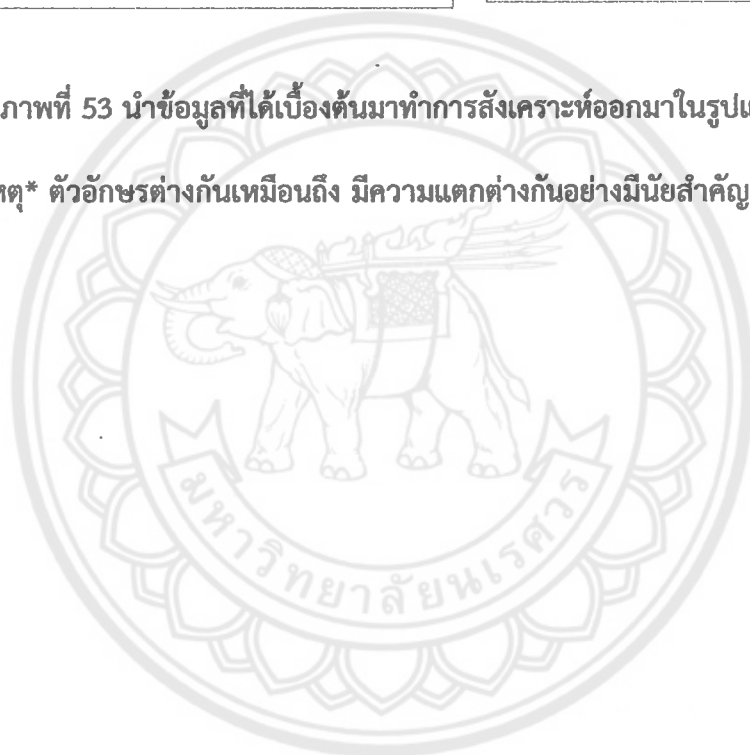 ภาพที่ 53 นำข้อมูลที่ได้เบื้องต้นมาทำการสังเคราะห์ออกมาในรูปแ
หตุ* ตัวอักษรต่างกันเหมือนถึง มีความแตกต่างกันอย่างมีนัยสำคัญ
มหาวิทยาลัยนเรศวร